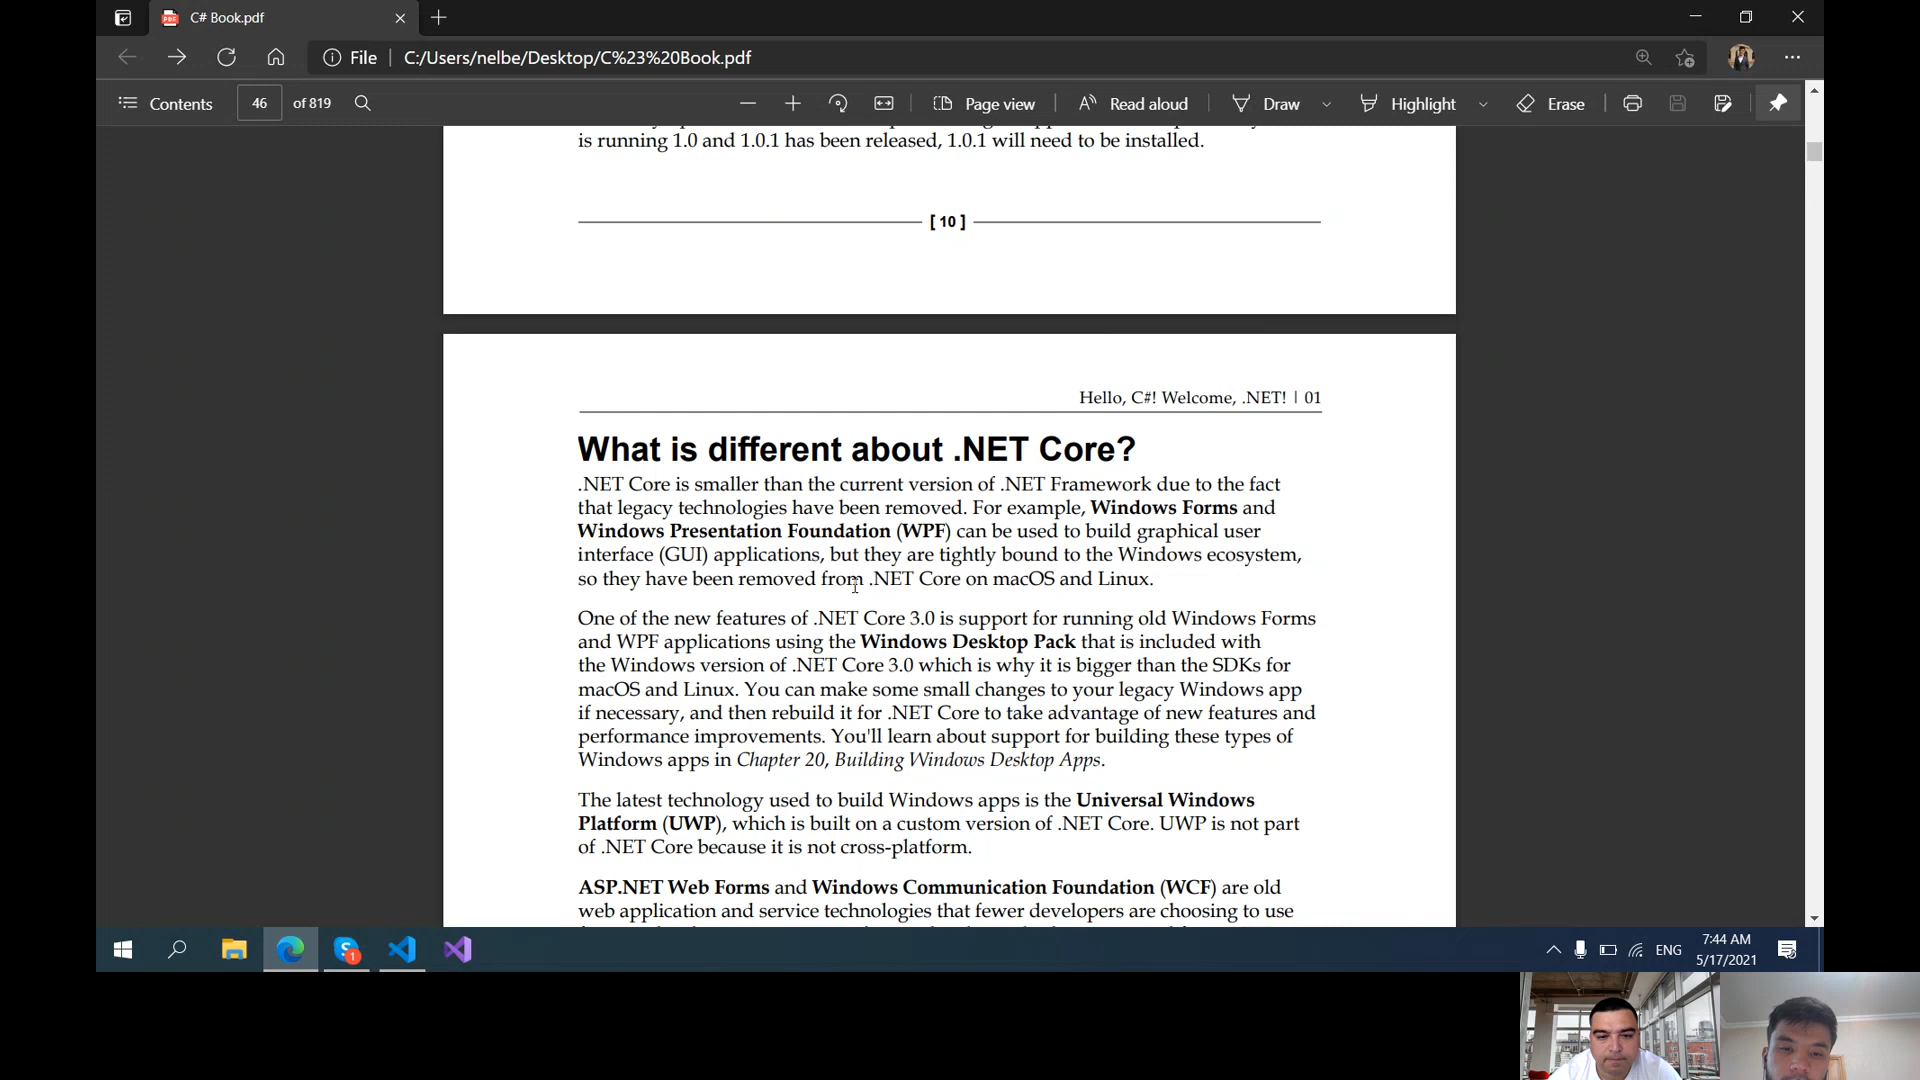 C# Book.pdf
File C:/Users/nelbe/Desktop/C%23%20Book.pdf
Contents 46 of 819 Page view Read aloud Draw Highlight Erase
is running 1.0 and 1.0.1 has been released, 1.0.1 will need to be installed.
[ 10 ]
Hello, C#! Welcome, .NET! | 01
What is different about .NET Core?
.NET Core is smaller than the current version of .NET Framework due to the fact
that legacy technologies have been removed. For example, Windows Forms and
Windows Presentation Foundation (WPF) can be used to build graphical user
interface (GUI) applications, but they are tightly bound to the Windows ecosystem,
so they have been removed from .NET Core on macOS and Linux.
One of the new features of .NET Core 3.0 is support for running old Windows Forms
and WPF applications using the Windows Desktop Pack that is included with
the Windows version of .NET Core 3.0 which is why it is bigger than the SDKs for
macOS and Linux. You can make some small changes to your legacy Windows app
if necessary, and then rebuild it for .NET Core to take advantage of new features and
performance improvements. You'll learn about support for building these types of
Windows apps in Chapter 20, Building Windows Desktop Apps.
The latest technology used to build Windows apps is the Universal Windows
Platform (UWP), which is built on a custom version of .NET Core. UWP is not part
of .NET Core because it is not cross-platform.
ASP.NET Web Forms and Windows Communication Foundation (WCF) are old
web application and service technologies that fewer developers are choosing to use
1
ENG
7:44 AM
5/17/2021